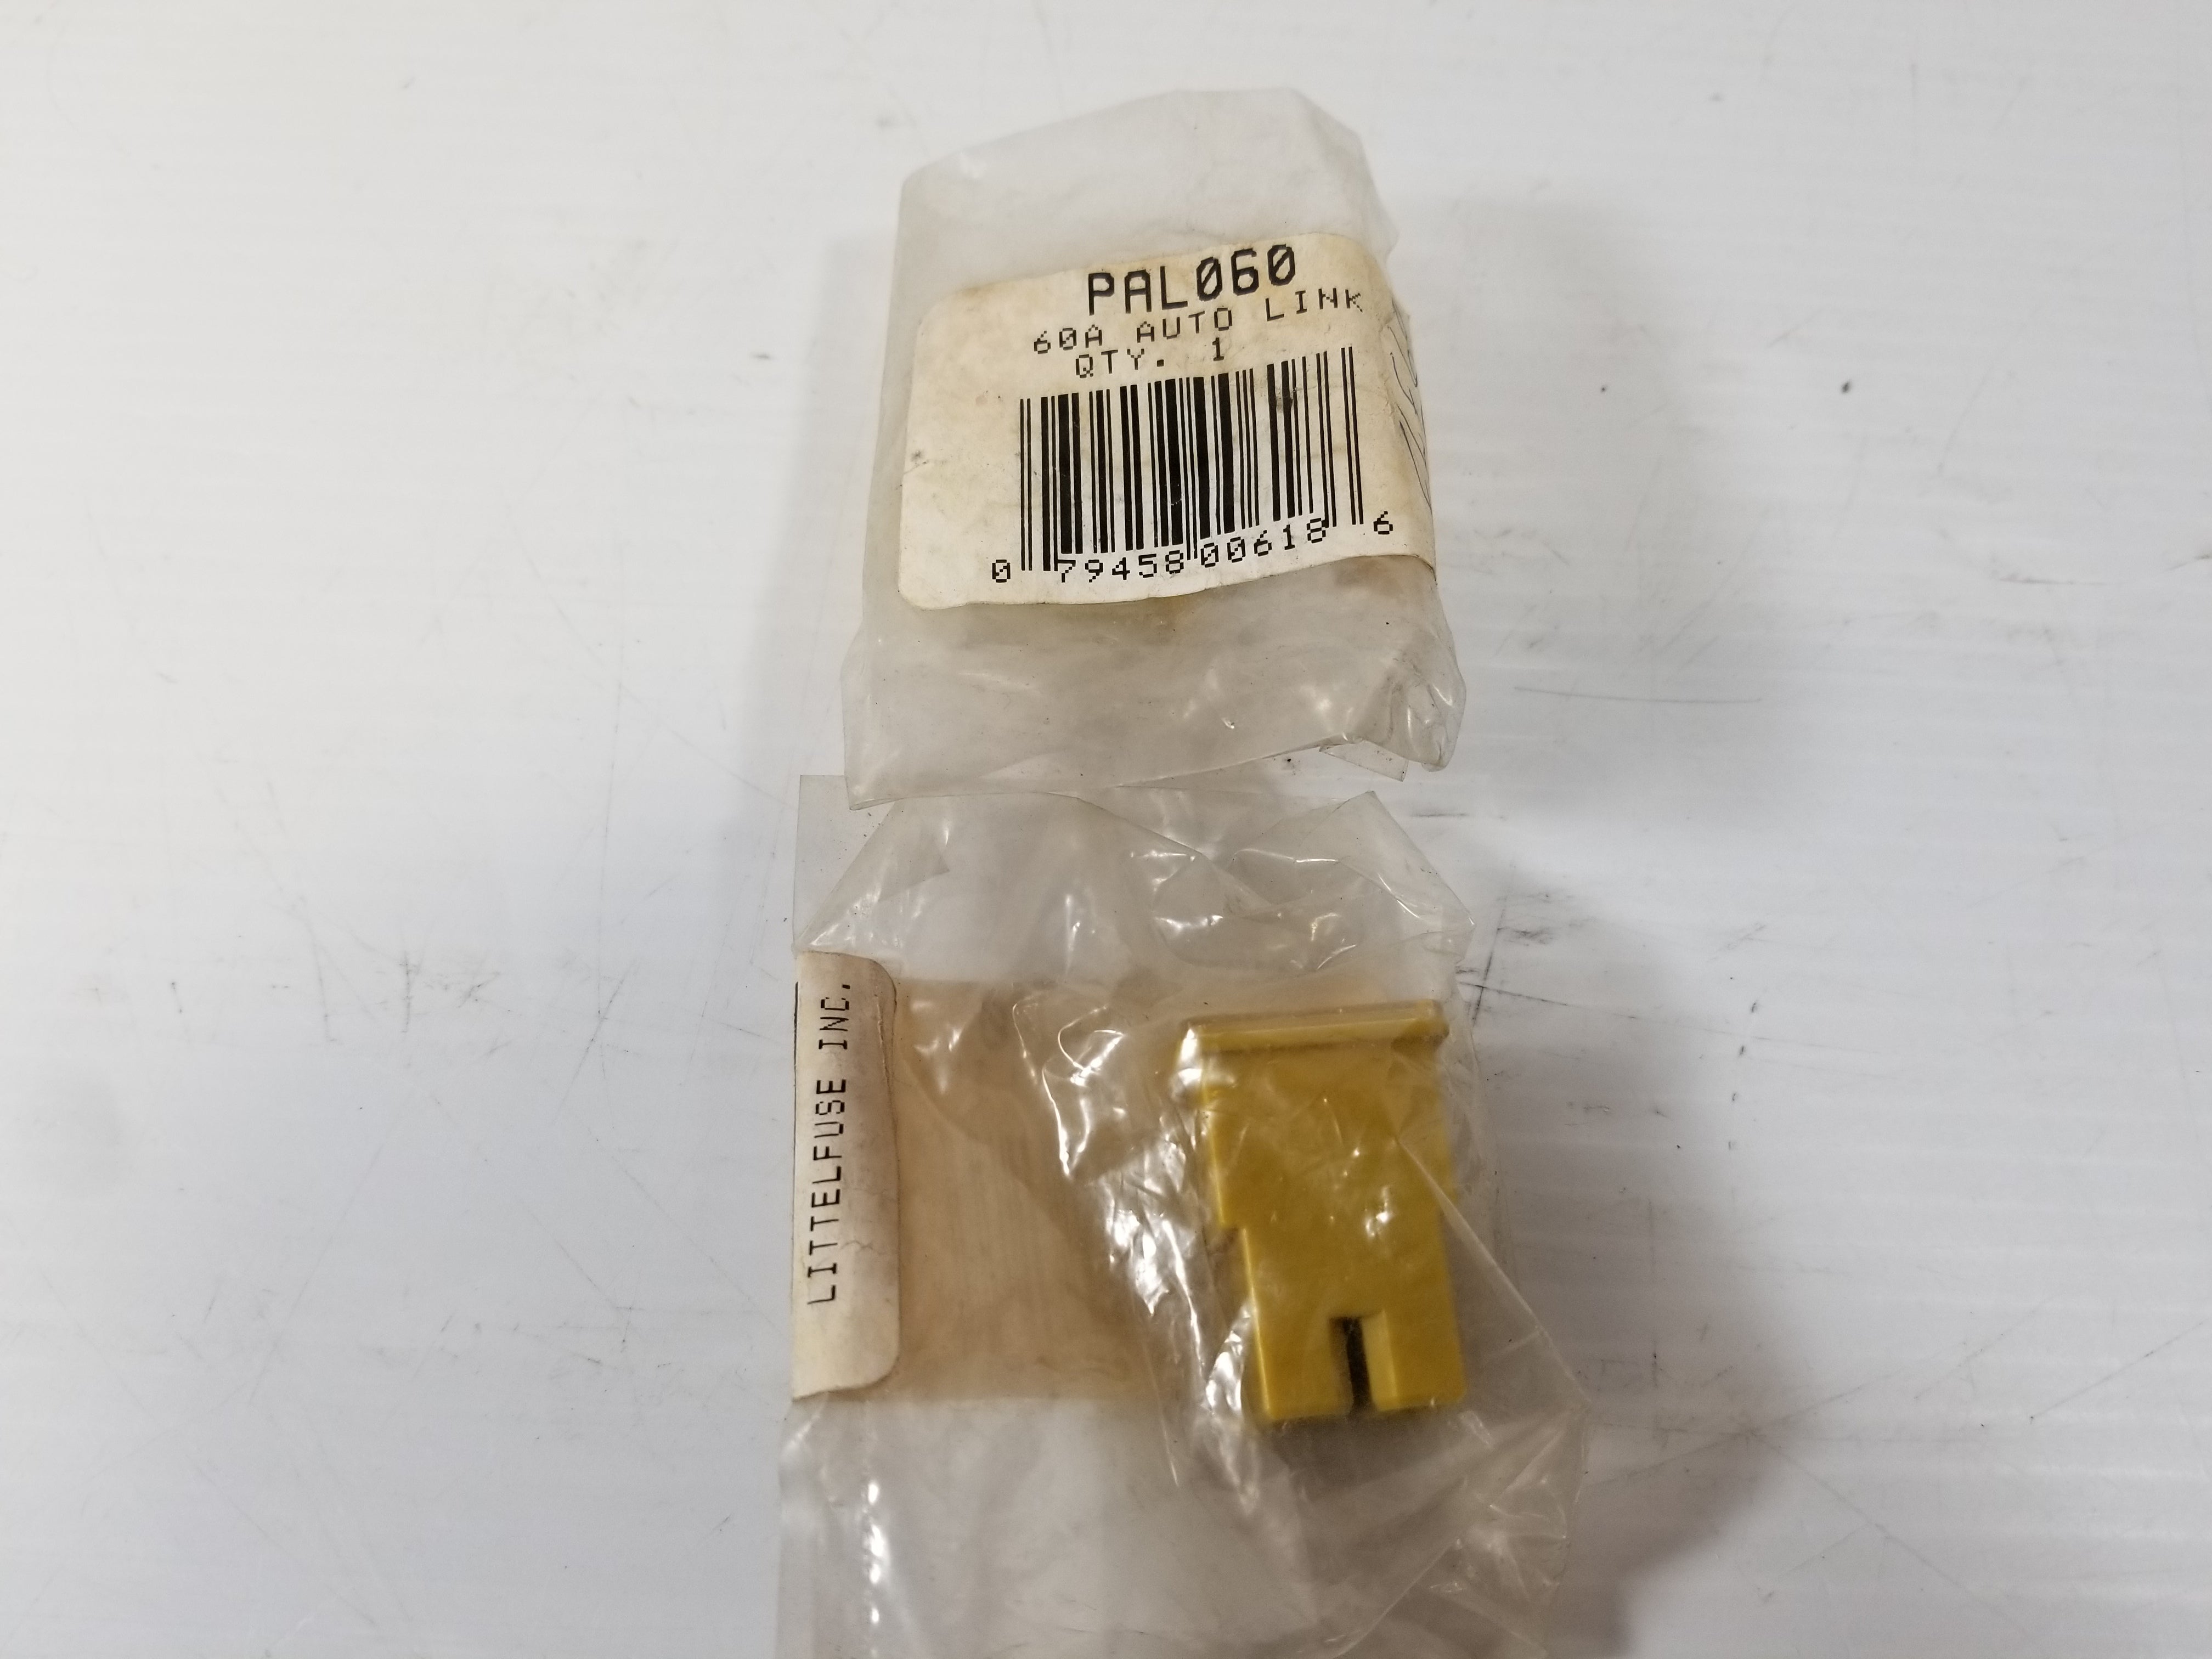 PAL060
60A AUTO LINK
QTY. 1
0 79458 00618 6
LITTELFUSE INC.